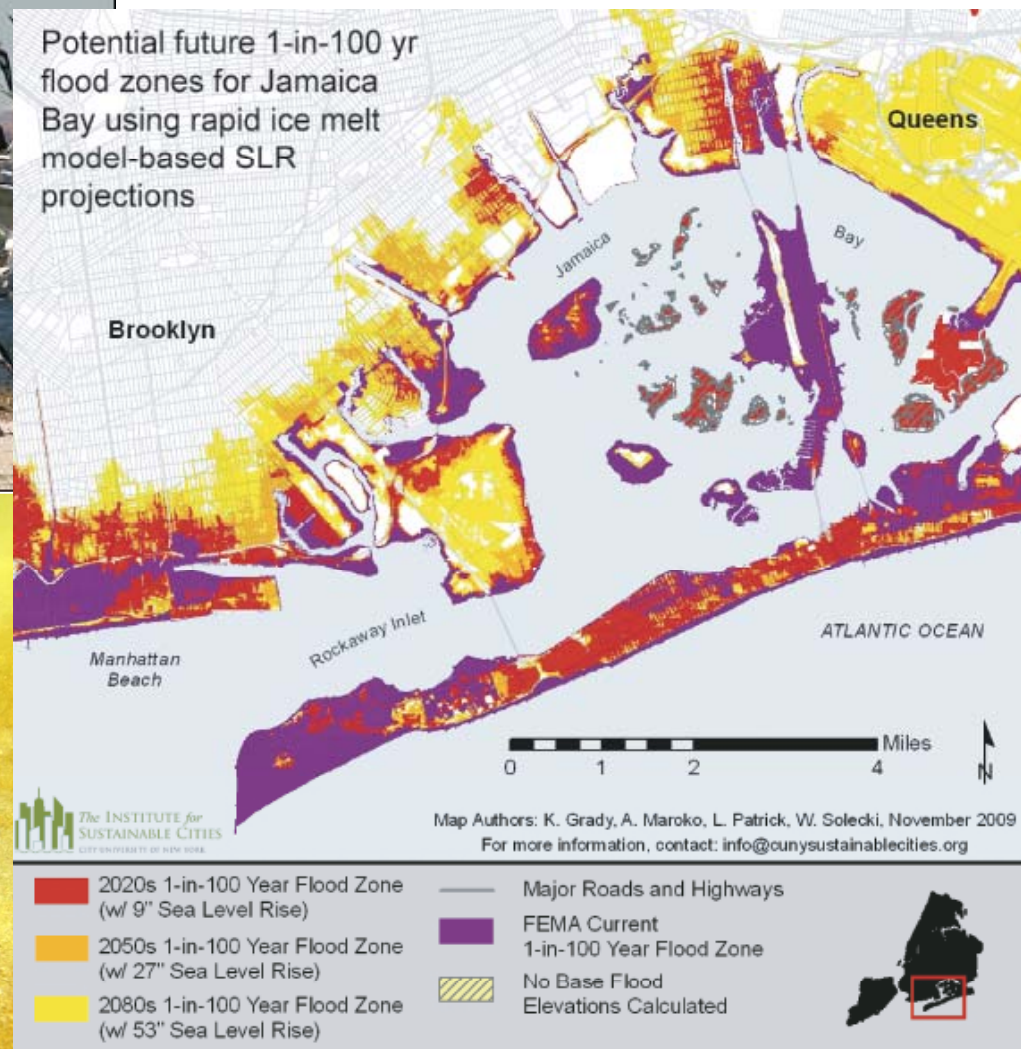 Potential future 1-in-100 yr
flood zones for Jamaica
Bay using rapid ice melt
model-based SLR
projections
Queens
Jamaica
Bay
Brooklyn
Rockaway Inlet
ATLANTIC OCEAN
Manhattan
Beach
Miles
0 1 2 4
N
The INSTITUTE for
SUSTAINABLE CITIES
CITY UNIVERSITY OF NEW YORK
Map Authors: K. Grady, A. Maroko, L. Patrick, W. Solecki, November 2009
For more information, contact: info@cunysustainablecities.org
2020s 1-in-100 Year Flood Zone
(w/ 9" Sea Level Rise)
2050s 1-in-100 Year Flood Zone
(w/ 27" Sea Level Rise)
2080s 1-in-100 Year Flood Zone
(w/ 53" Sea Level Rise)
Major Roads and Highways
FEMA Current
1-in-100 Year Flood Zone
No Base Flood
Elevations Calculated